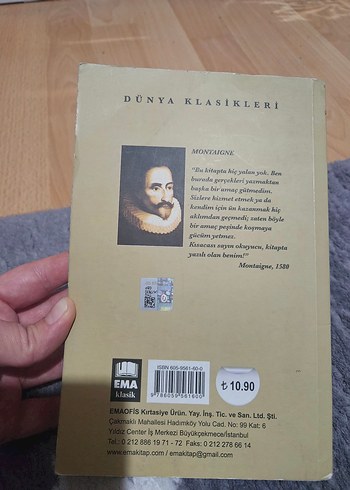 DÜNYA KLASİKLERİ
MONTAIGNE
"Bu kitapta hiç yalan yok. Ben
burada gerçekleri yazmaktan
başka bir amaç gütmedim.
Sizlere hizmet etmek ya da
kendim için ün kazanmak hiç
aklımdan geçmedi; zaten böyle
bir amaç peşinde koşmaya
gücüm yetmez.
Kısacası sayın okuyucu, kitapta
yazılı olan benim!"
Montaigne, 1580
EMA
klasik
ISBN 605-9561-60-0
9 786059 561600
₺ 10.90
EMAOFİS Kırtasiye Ürün. Yay. İnş. Tic. ve San. Ltd. Şti.
Çakmaklı Mahallesi Hadımköy Yolu Cad. No: 99 Kat: 6
Yıldız Center İş Merkezi Büyükçekmece/İstanbul
Tel.: 0 212 886 19 71 - 72 Faks: 0 212 278 66 14
www.emakitap.com / emakitap@gmail.com